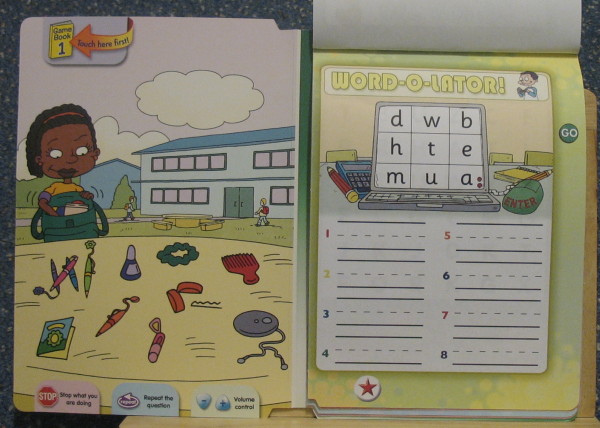 Game
Book
1
Touch here first!
STOP
Stop what you
are doing
Repeat the
question
Volume
control
WORD-O-LATOR!
d w b
h t e
m u a
ENTER
GO
1
2
3
4
5
6
7
8